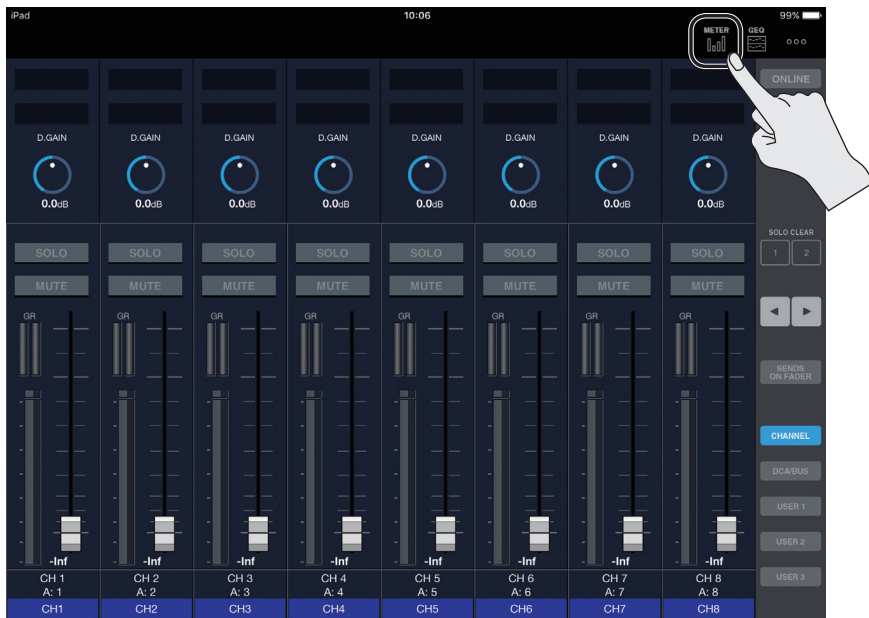 iPad 10:06 99%
METER GEQ
ONLINE
D.GAIN D.GAIN D.GAIN D.GAIN D.GAIN D.GAIN D.GAIN D.GAIN
0.0dB 0.0dB 0.0dB 0.0dB 0.0dB 0.0dB 0.0dB 0.0dB
SOLO CLEAR
SOLO SOLO SOLO SOLO SOLO SOLO SOLO SOLO 1 2
MUTE MUTE MUTE MUTE MUTE MUTE MUTE MUTE
GR GR GR GR GR GR GR GR
SENDS
ON FADER
CHANNEL
DCA/BUS
USER 1
USER 2
-Inf -Inf -Inf -Inf -Inf -Inf -Inf -Inf
CH 1 CH 2 CH 3 CH 4 CH 5 CH 6 CH 7 CH 8
USER 3
A: 1 A: 2 A: 3 A: 4 A: 5 A: 6 A: 7 A: 8
CH1 CH2 CH3 CH4 CH5 CH6 CH7 CH8